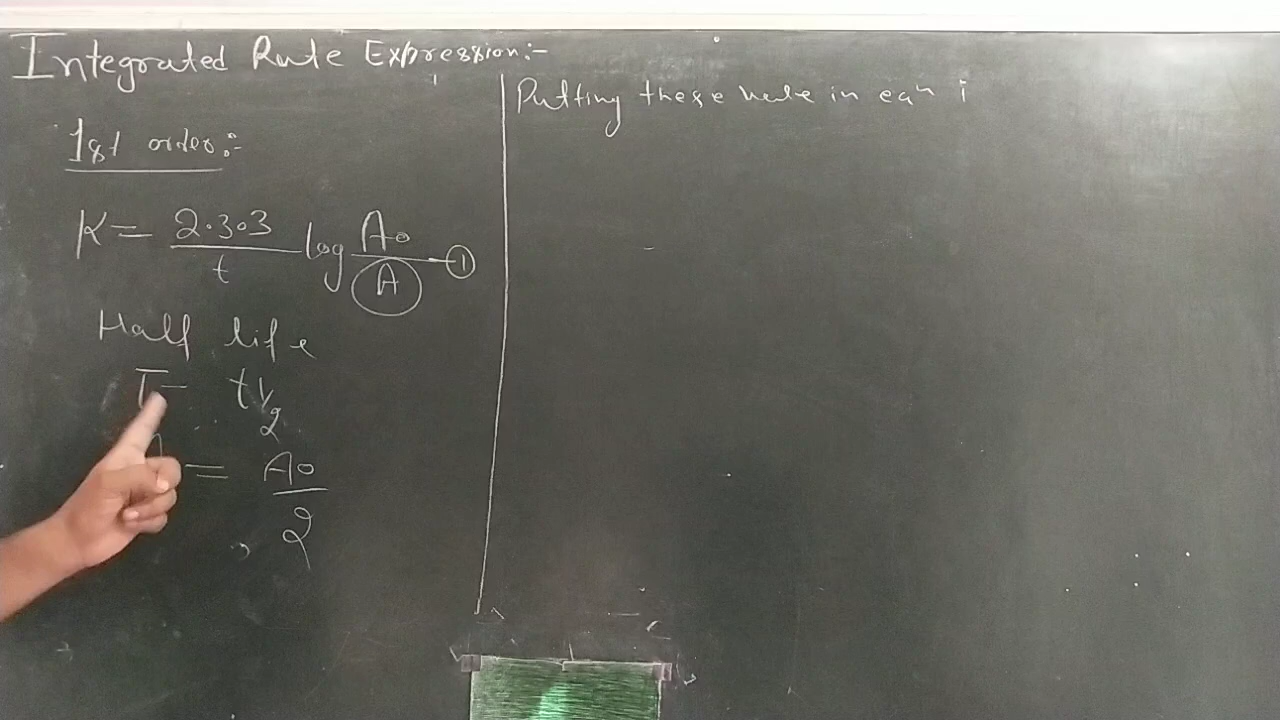 Integrated Rate Expression:-
1st order:-
K = 2.303/t log A₀/A — ①
Half life
T = t½
= A₀/2
Putting these value in eqn i